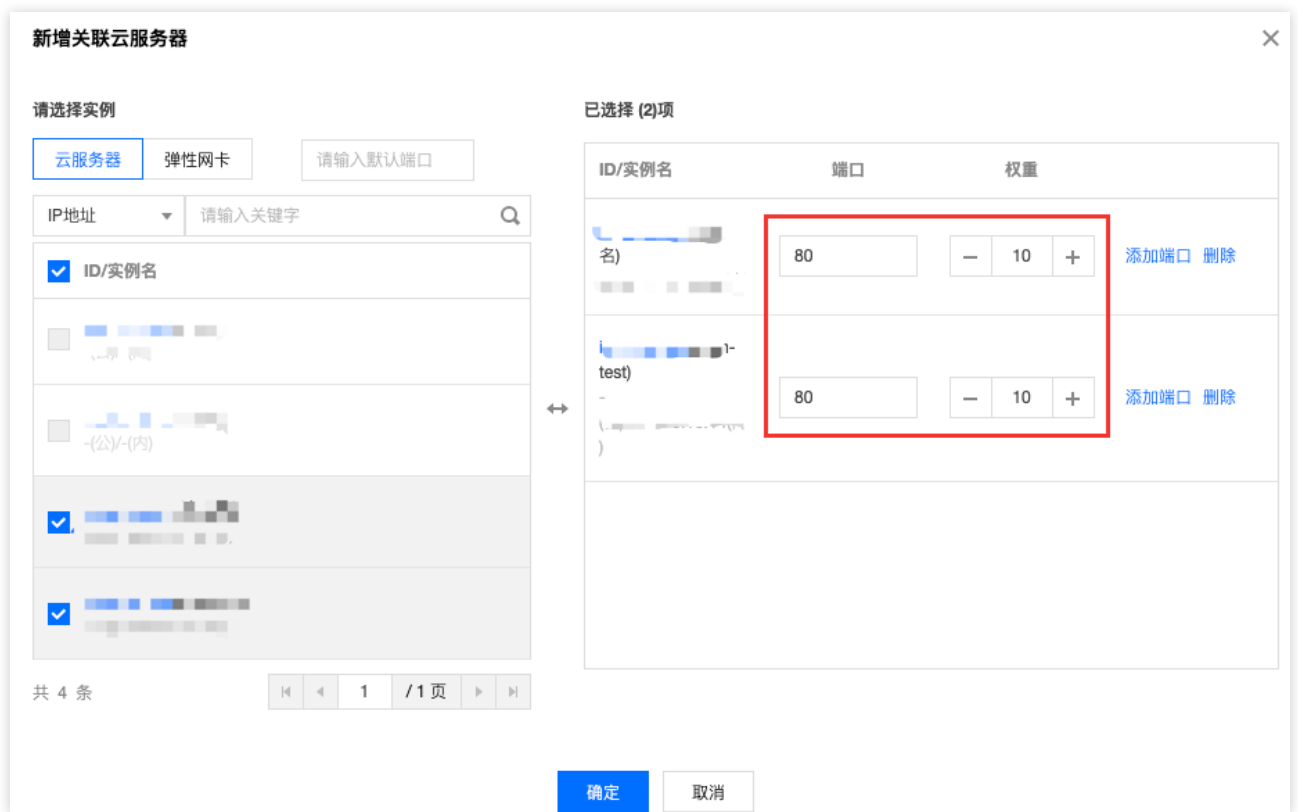 新增关联云服务器
请选择实例
云服务器
弹性网卡
请输入默认端口
IP地址
请输入关键字
ID/实例名
-(公)/-(内)
共 4 条
1
/ 1 页
已选择 (2)项
ID/实例名
端口
权重
名)
80
10
添加端口 删除
test)
-
80
10
添加端口 删除
)
确定
取消